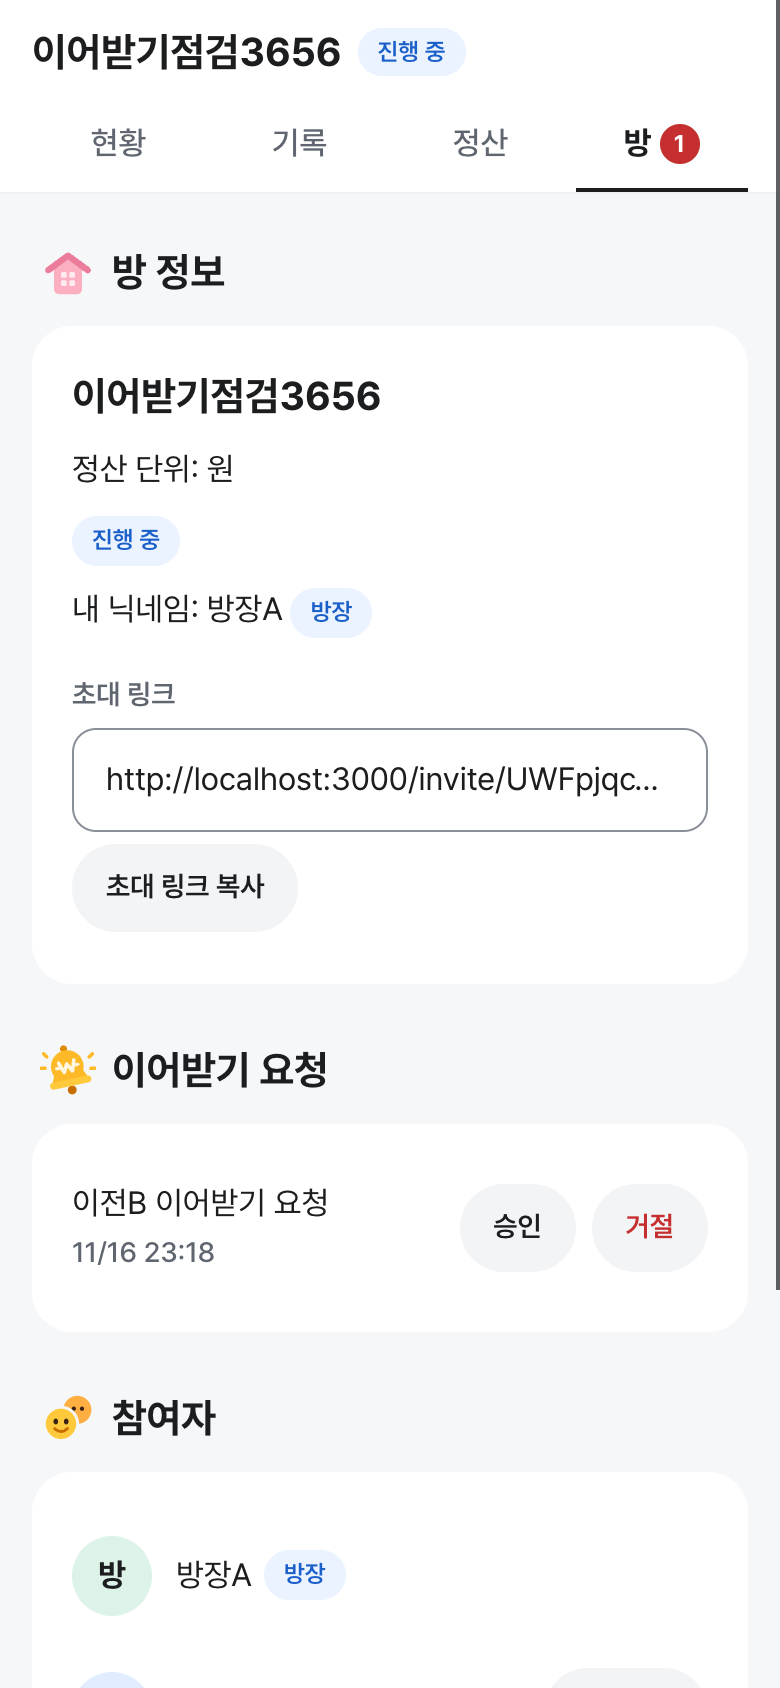 이어받기점검3656 진행 중
현황 기록 정산 방 1
방 정보
이어받기점검3656
정산 단위: 원
진행 중
내 닉네임: 방장A 방장
초대 링크
http://localhost:3000/invite/UWFpjqc...
초대 링크 복사
이어받기 요청
이전B 이어받기 요청
11/16 23:18
승인 거절
참여자
방 방장A 방장